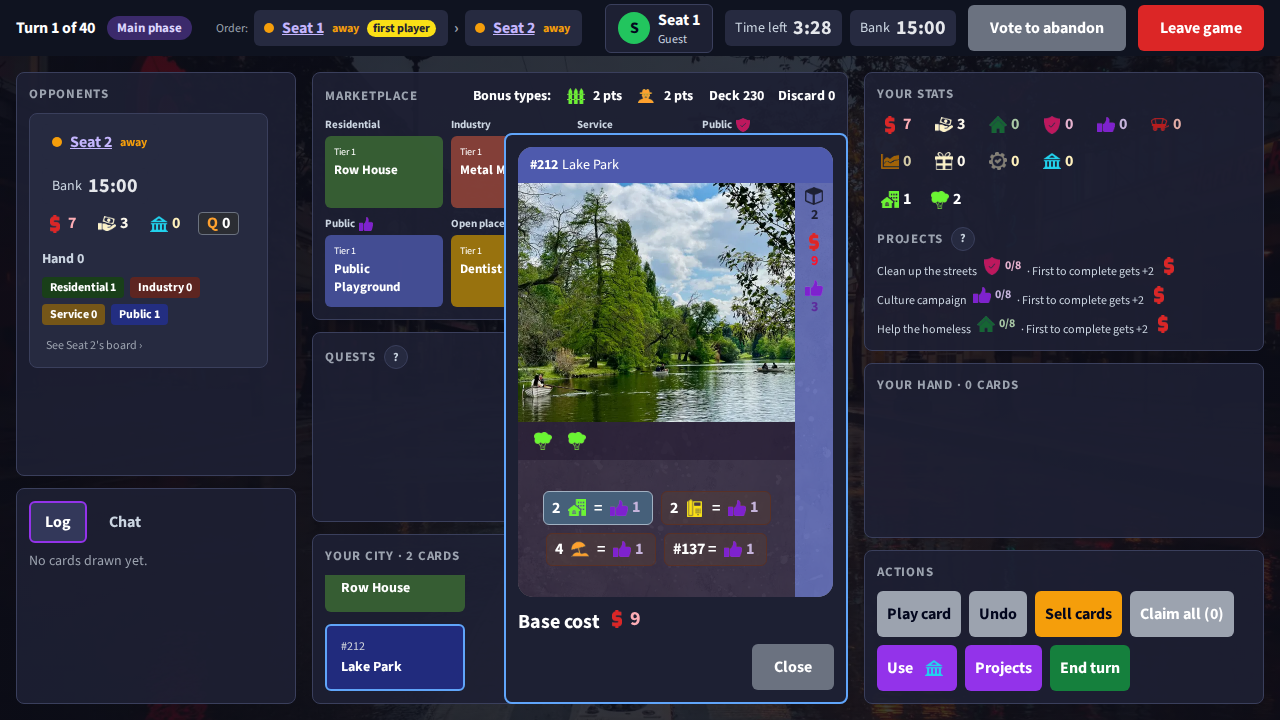 Turn 1 of 40
Main phase
Order: Seat 1 away first player › Seat 2 away
S Seat 1
Guest
Time left 3:28
Bank 15:00
Vote to abandon
Leave game
OPPONENTS
Seat 2 away
Bank 15:00
7 3 0 Q 0
Hand 0
Residential 1 Industry 0
Service 0 Public 1
See Seat 2's board ›
Log Chat
No cards drawn yet.
MARKETPLACE
Bonus types: 2 pts 2 pts Deck 230 Discard 0
Residential Industry Service Public
Tier 1
Row House
Tier 1
Metal M
Public Open place
Tier 1
Public
Playground
Tier 1
Dentist
QUESTS ?
YOUR CITY · 2 CARDS
Row House
#212
Lake Park
#212 Lake Park
2
9
3
2 = 1 2 = 1
4 = 1 #137 = 1
Base cost 9
Close
YOUR STATS
7 3 0 0 0 0
0 0 0 0
1 2
PROJECTS ?
Clean up the streets 0/8 · First to complete gets +2
Culture campaign 0/8 · First to complete gets +2
Help the homeless 0/8 · First to complete gets +2
YOUR HAND · 0 CARDS
ACTIONS
Play card Undo Sell cards Claim all (0)
Use Projects End turn